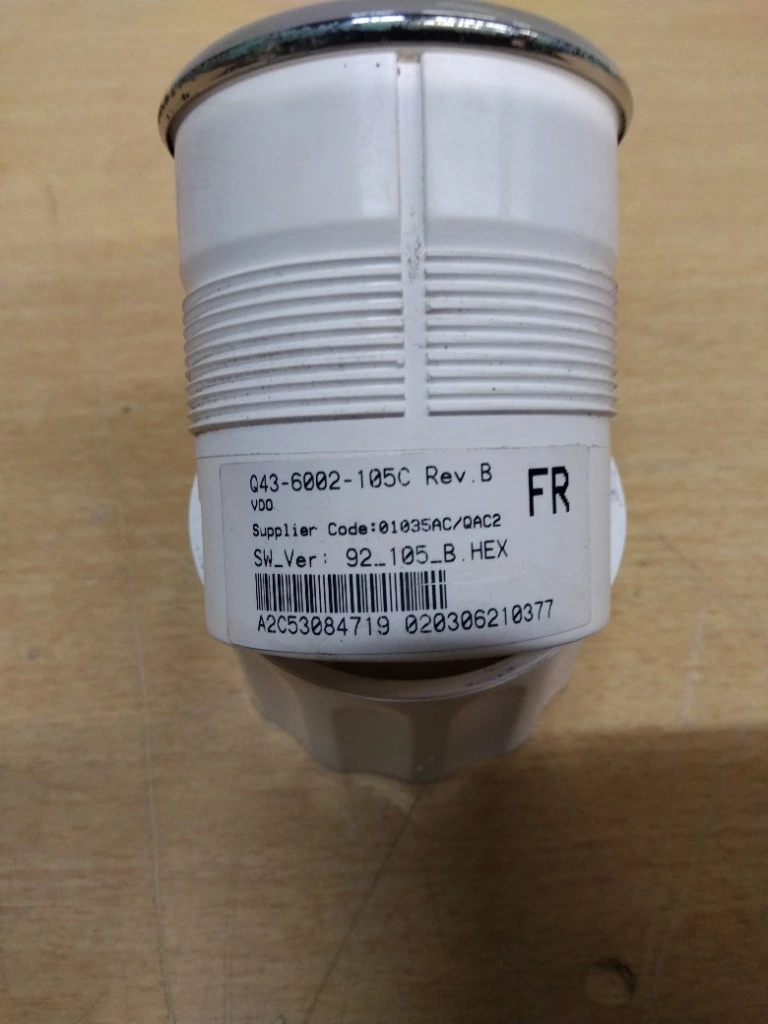 Q43-6002-105C Rev.B
FR
VDO
Supplier Code:01035AC/QAC2
SW_Ver: 92_105_B.HEX
A2C53084719 020306210377